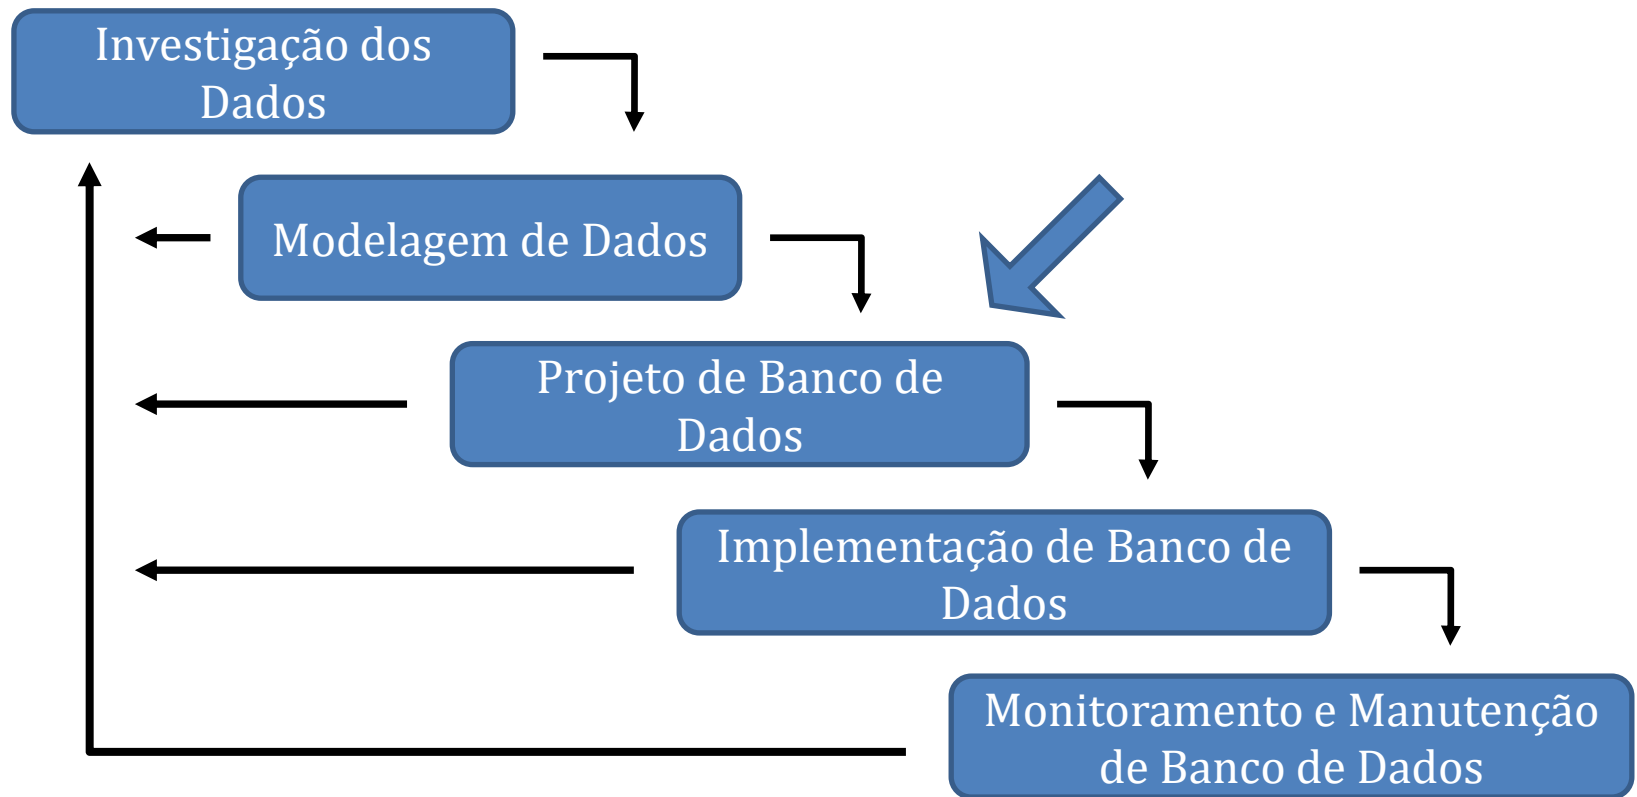 Investigação dos
Dados
Modelagem de Dados
Projeto de Banco de
Dados
Implementação de Banco de
Dados
Monitoramento e Manutenção
de Banco de Dados